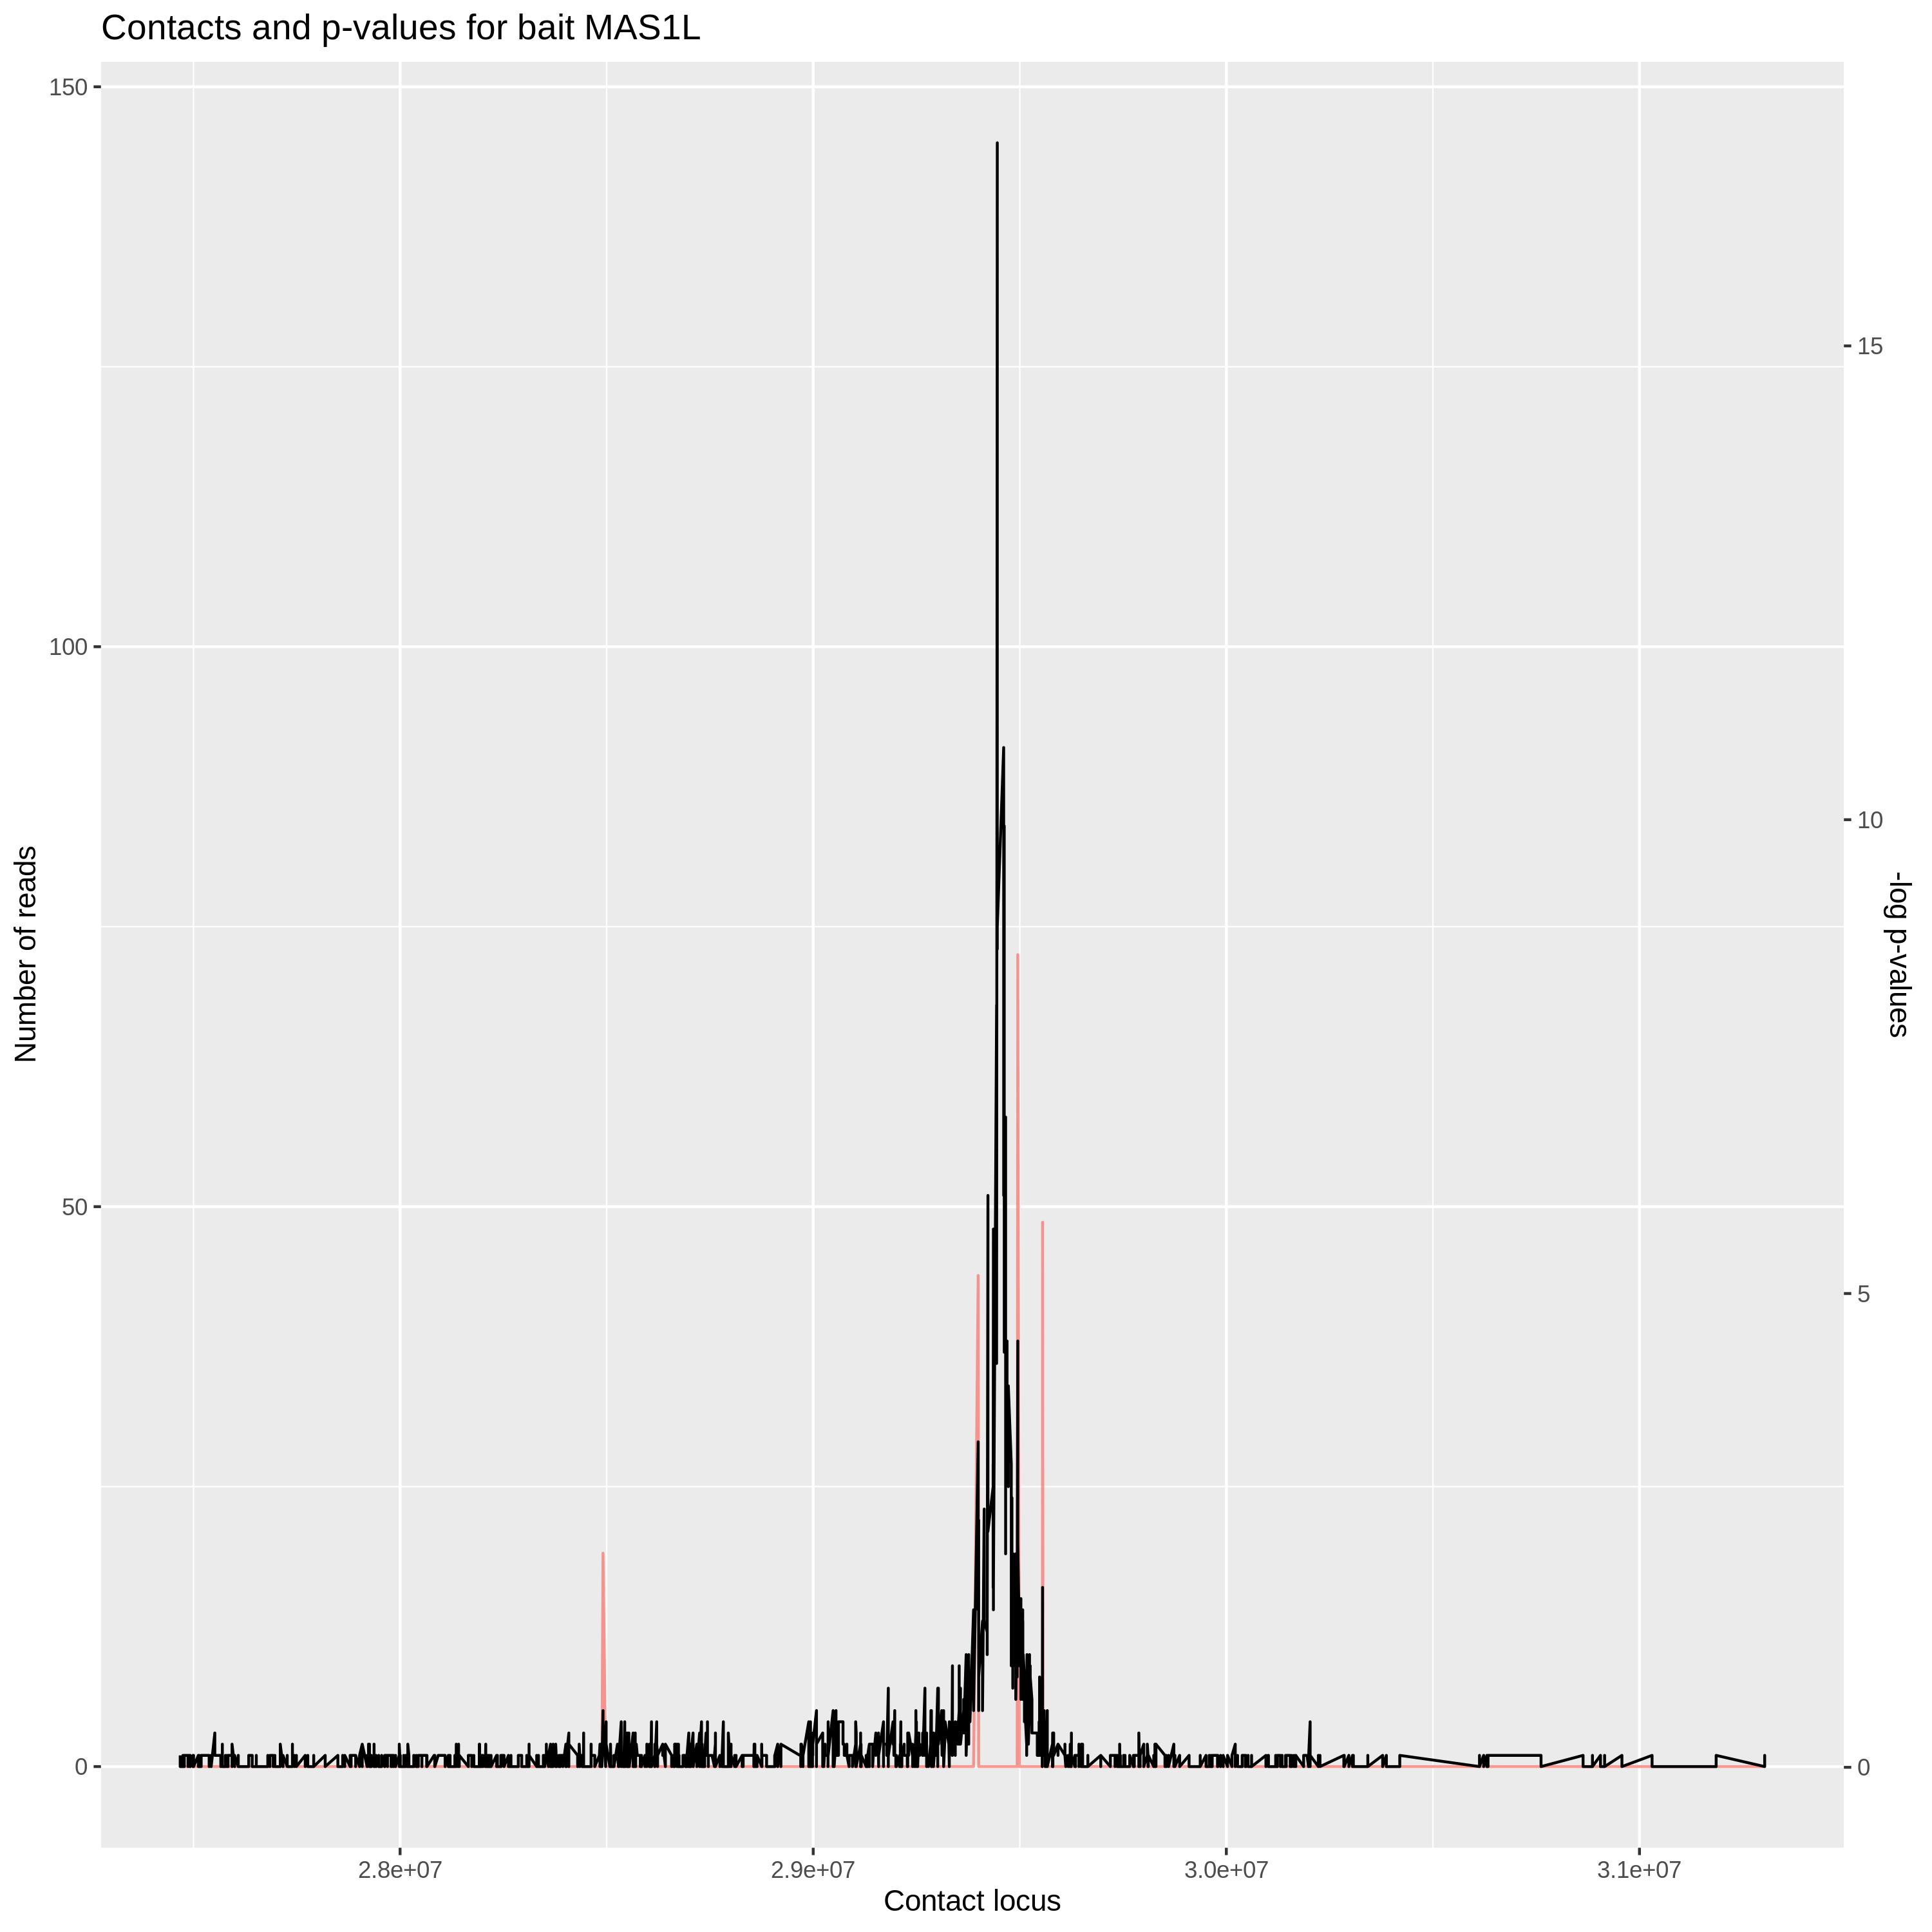 Contacts and p-values for bait MAS1L
150
100
50
0
Number of reads
15
10
5
0
-log p-values
2.8e+07
2.9e+07
3.0e+07
3.1e+07
Contact locus